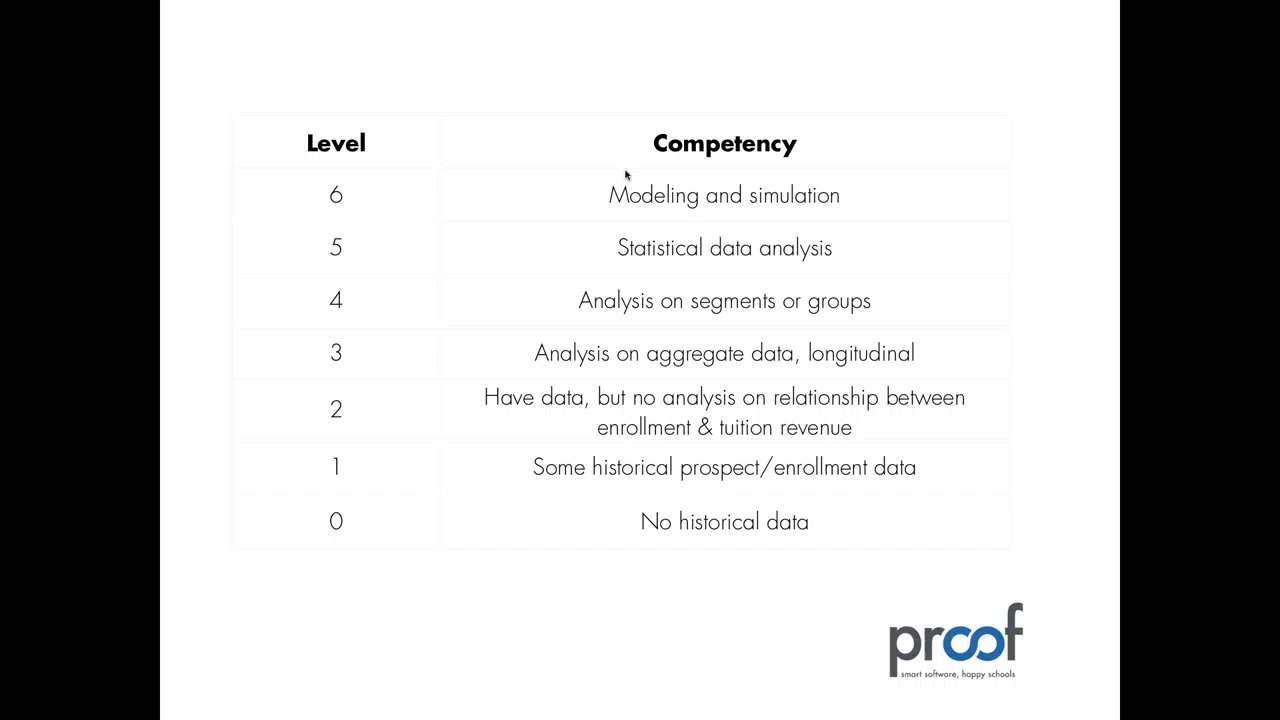 Level Competency
6 Modeling and simulation
5 Statistical data analysis
4 Analysis on segments or groups
3 Analysis on aggregate data, longitudinal
2 Have data, but no analysis on relationship between
enrollment & tuition revenue
1 Some historical prospect/enrollment data
0 No historical data
proof
smart software, happy schools